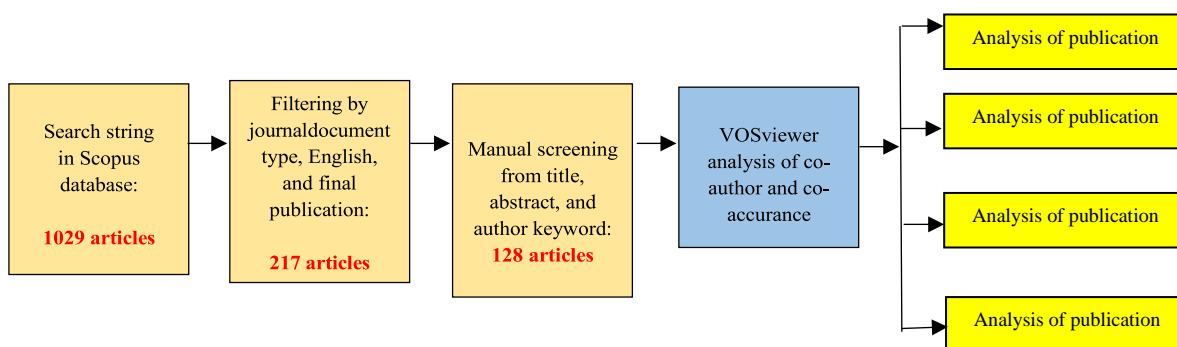 Search string
in Scopus
database:
1029 articles
Filtering by
journaldocument
type, English,
and final
publication:
217 articles
Manual screening
from title,
abstract, and
author keyword:
128 articles
VOSviewer
analysis of co-
author and co-
accurance
Analysis of publication
Analysis of publication
Analysis of publication
Analysis of publication